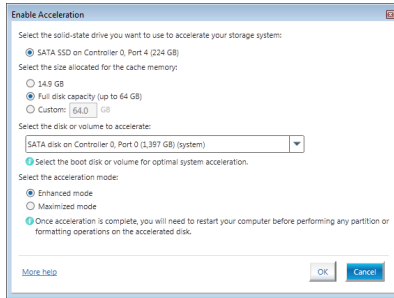 Enable Acceleration
Select the solid-state drive you want to use to accelerate your storage system:
SATA SSD on Controller 0, Port 4 (224 GB)
Select the size allocated for the cache memory:
14.9 GB
Full disk capacity (up to 64 GB)
Custom: 64.0 GB
Select the disk or volume to accelerate:
SATA disk on Controller 0, Port 0 (1,397 GB) (system)
Select the boot disk or volume for optimal system acceleration.
Select the acceleration mode:
Enhanced mode
Maximized mode
Once acceleration is complete, you will need to restart your computer before performing any partition or
formatting operations on the accelerated disk.
More help
OK
Cancel